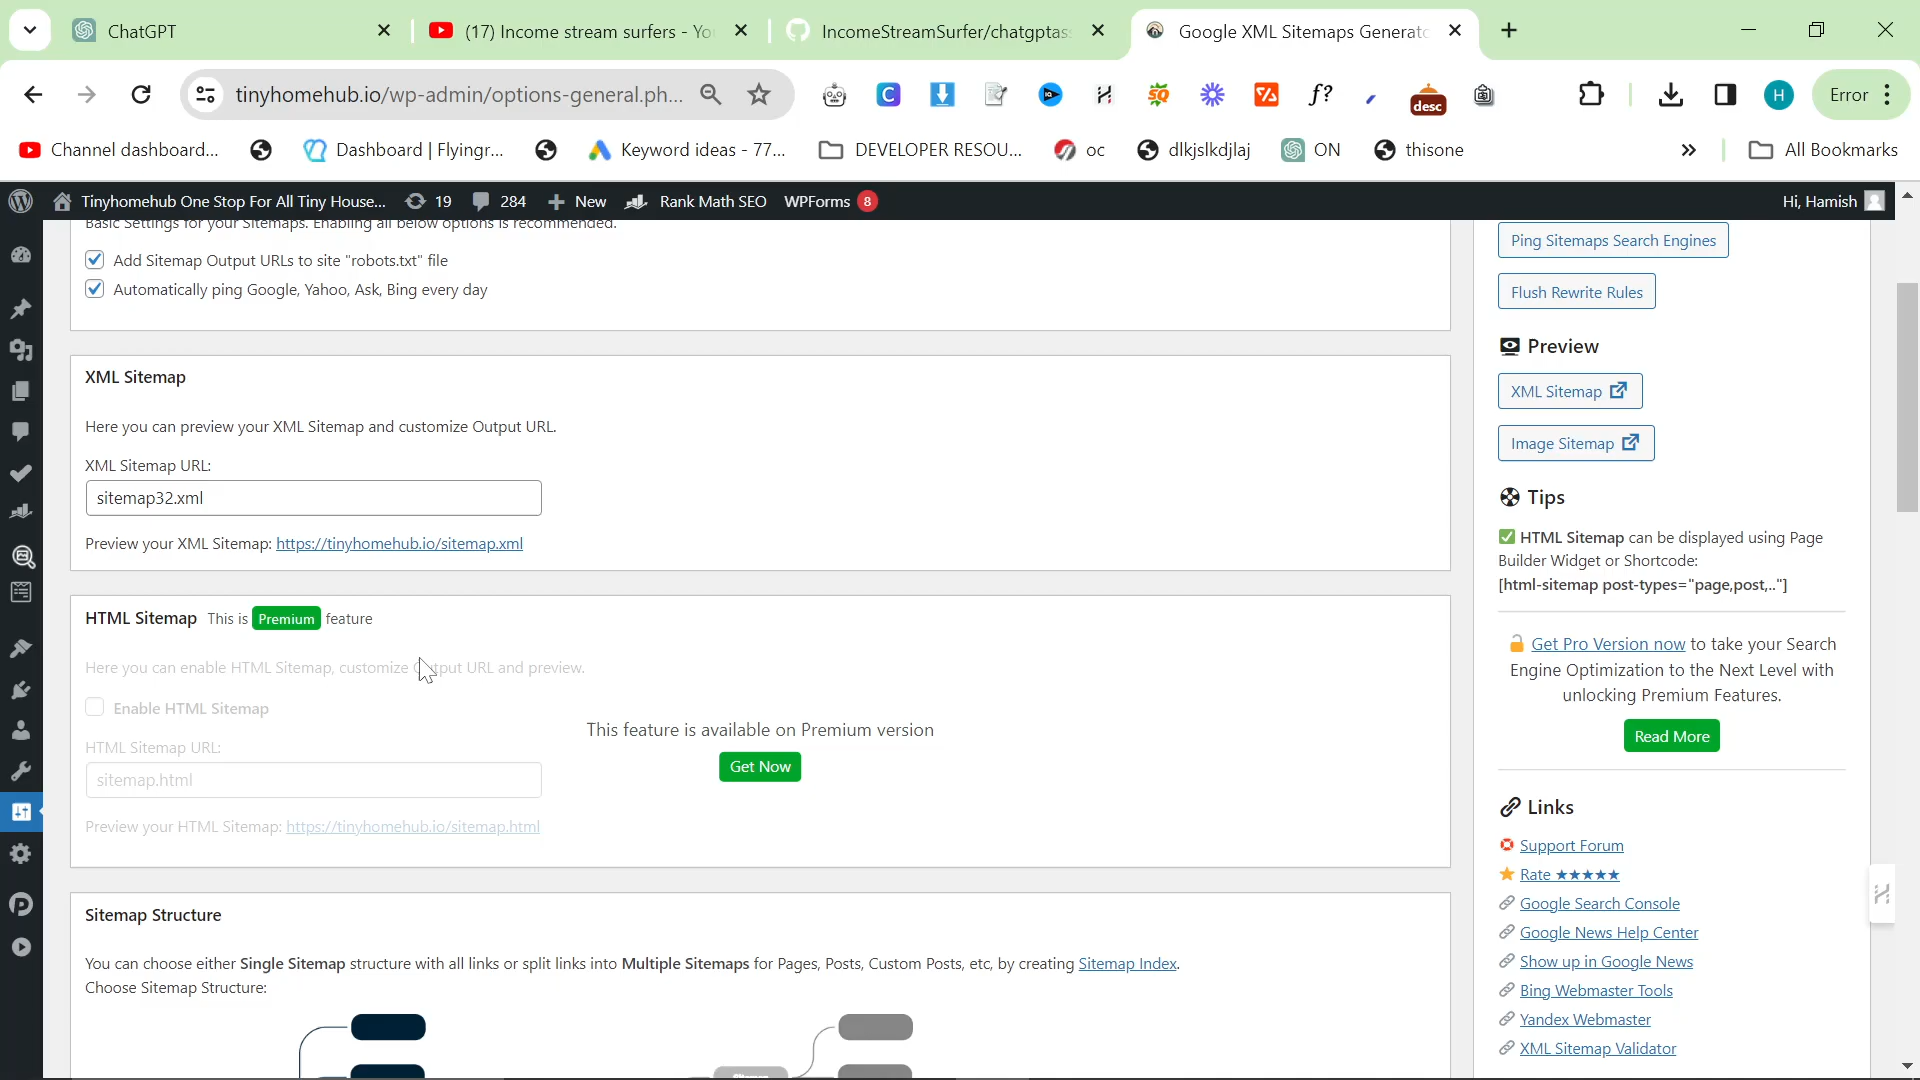 ChatGPT
(17) Income stream surfers - Yo
IncomeStreamSurfer/chatgptas
Google XML Sitemaps Generato
tinyhomehub.io/wp-admin/options-general.ph...
desc
H
Error
Channel dashboard...
Dashboard | Flyingr...
Keyword ideas - 77...
DEVELOPER RESOU...
oc
dlkjslkdjlaj
ON
thisone
All Bookmarks
Tinyhomehub One Stop For All Tiny House...
19
284
New
Rank Math SEO
WPForms 8
Hi, Hamish
Basic Settings for your Sitemaps. Enabling all below options is recommended.
Add Sitemap Output URLs to site "robots.txt" file
Automatically ping Google, Yahoo, Ask, Bing every day
XML Sitemap
Here you can preview your XML Sitemap and customize Output URL.
XML Sitemap URL:
sitemap32.xml
Preview your XML Sitemap: https://tinyhomehub.io/sitemap.xml
HTML Sitemap This is Premium feature
Here you can enable HTML Sitemap, customize Output URL and preview.
Enable HTML Sitemap
This feature is available on Premium version
HTML Sitemap URL:
Get Now
sitemap.html
Preview your HTML Sitemap: https://tinyhomehub.io/sitemap.html
Sitemap Structure
You can choose either Single Sitemap structure with all links or split links into Multiple Sitemaps for Pages, Posts, Custom Posts, etc, by creating Sitemap Index.
Choose Sitemap Structure:
Ping Sitemaps Search Engines
Flush Rewrite Rules
Preview
XML Sitemap
Image Sitemap
Tips
HTML Sitemap can be displayed using Page
Builder Widget or Shortcode:
[html-sitemap post-types="page,post,.."]
Get Pro Version now to take your Search
Engine Optimization to the Next Level with
unlocking Premium Features.
Read More
Links
Support Forum
Rate ★★★★★
Google Search Console
Google News Help Center
Show up in Google News
Bing Webmaster Tools
Yandex Webmaster
XML Sitemap Validator